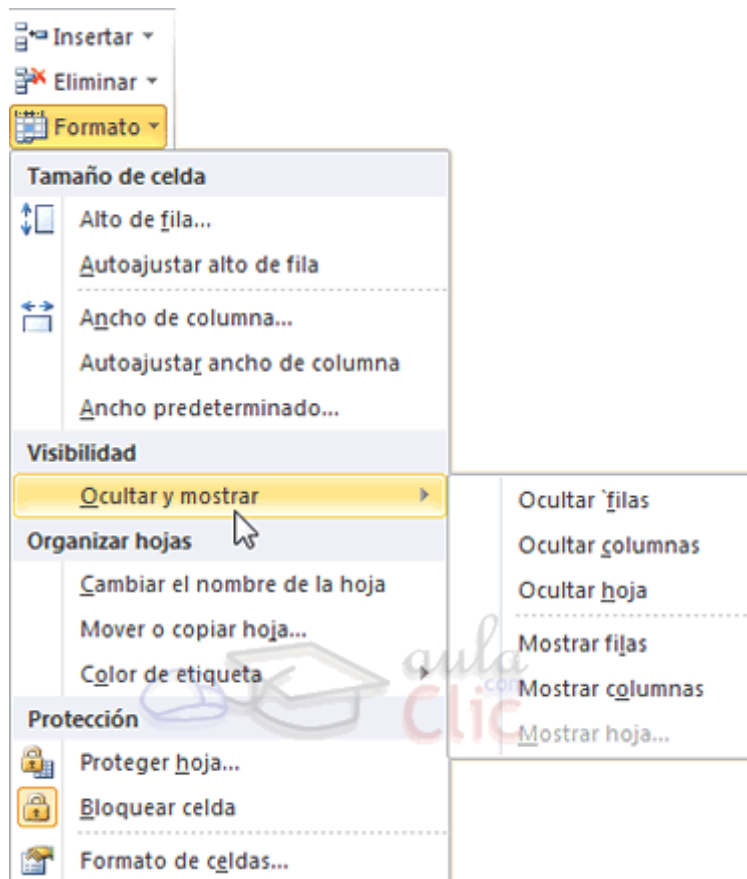 Insertar
Eliminar
Formato
Tamaño de celda
Alto de fila...
Autoajustar alto de fila
Ancho de columna...
Autoajustar ancho de columna
Ancho predeterminado...
Visibilidad
Ocultar y mostrar
Ocultar `filas
Ocultar columnas
Ocultar hoja
Mostrar filas
Mostrar columnas
Mostrar hoja...
Organizar hojas
Cambiar el nombre de la hoja
Mover o copiar hoja...
Color de etiqueta
aula
com
Clic
Protección
Proteger hoja...
Bloquear celda
Formato de celdas...